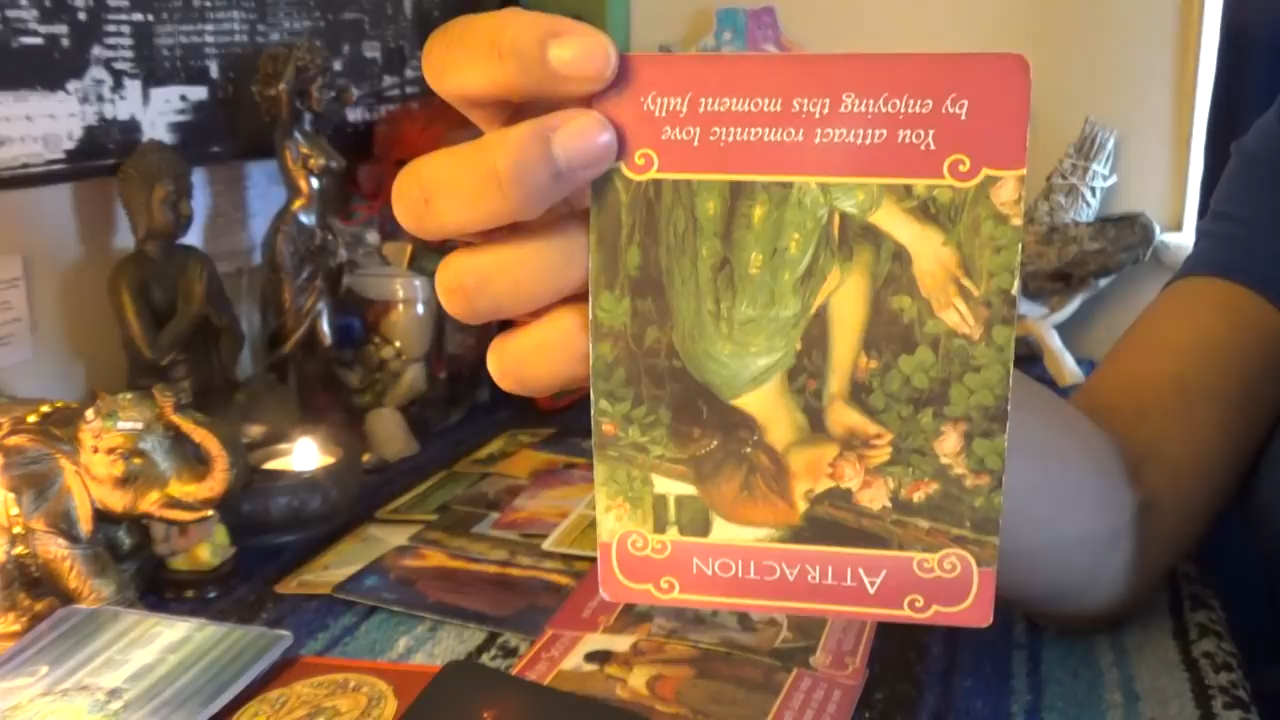 ATTRACTION
You attract romantic love
by enjoying this moment fully.